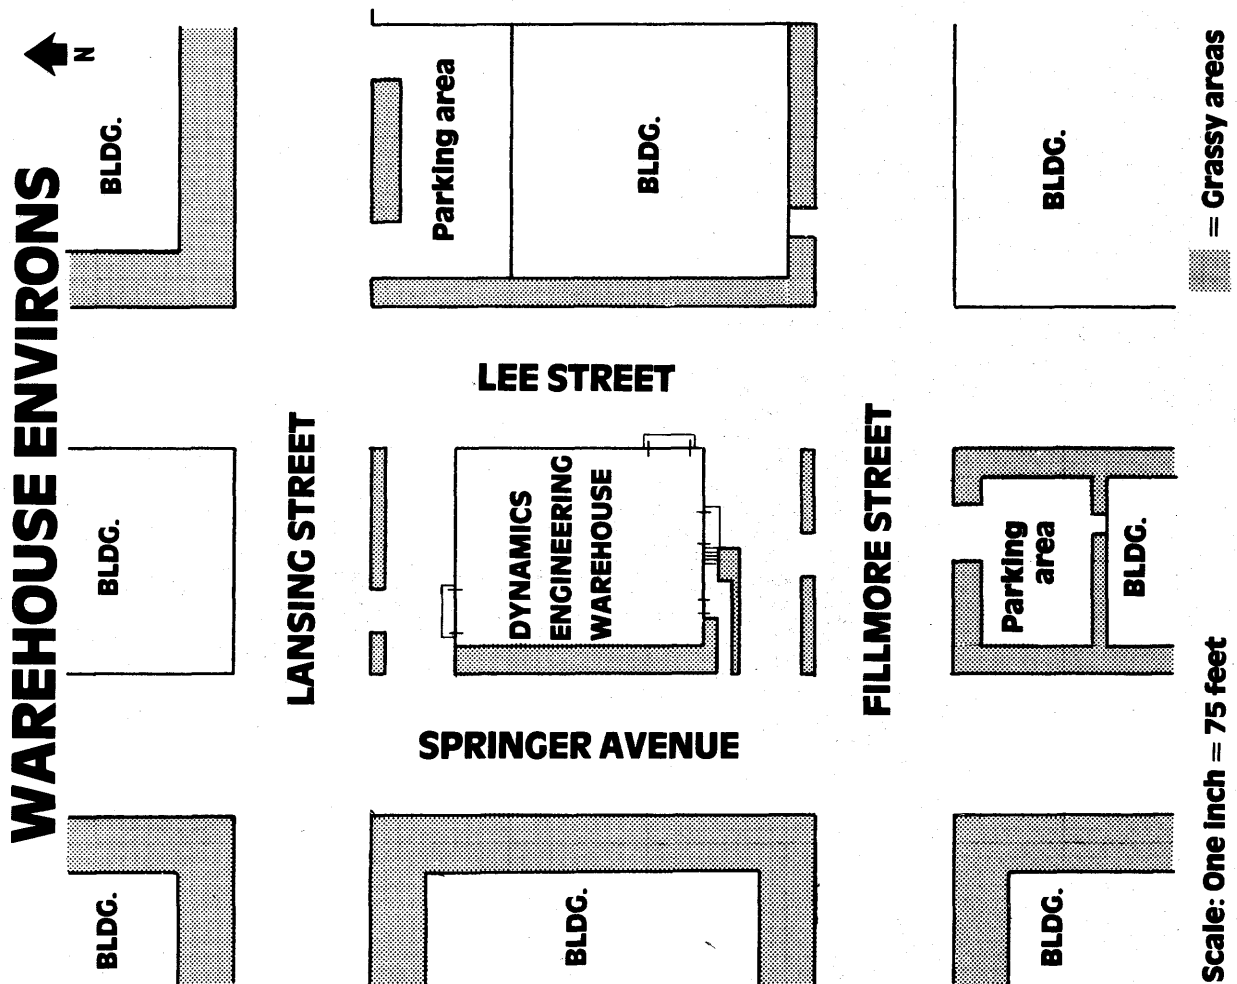 WAREHOUSE ENVIRONS
N
BLDG.
BLDG.
BLDG.
LANSING STREET
Parking area
BLDG.
LEE STREET
DYNAMICS
ENGINEERING
WAREHOUSE
SPRINGER AVENUE
BLDG.
FILLMORE STREET
BLDG.
Parking
area
BLDG.
BLDG.
Scale: One inch = 75 feet
= Grassy areas